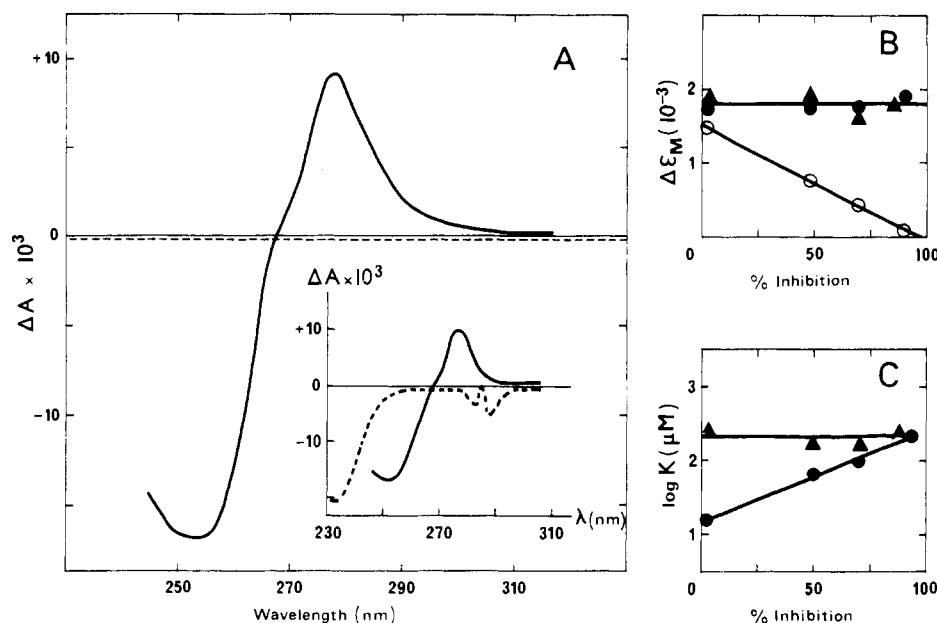 A
+10
0
-10
ΔA × 10³
250
270
290
310
Wavelength (nm)
ΔA ×10³
+10
0
-10
230
270
310
λ(nm)
B
2
1
0
50
100
Δε_M (10⁻³)
% Inhibition
C
3
2
1
0
50
100
log K (μM)
% Inhibition